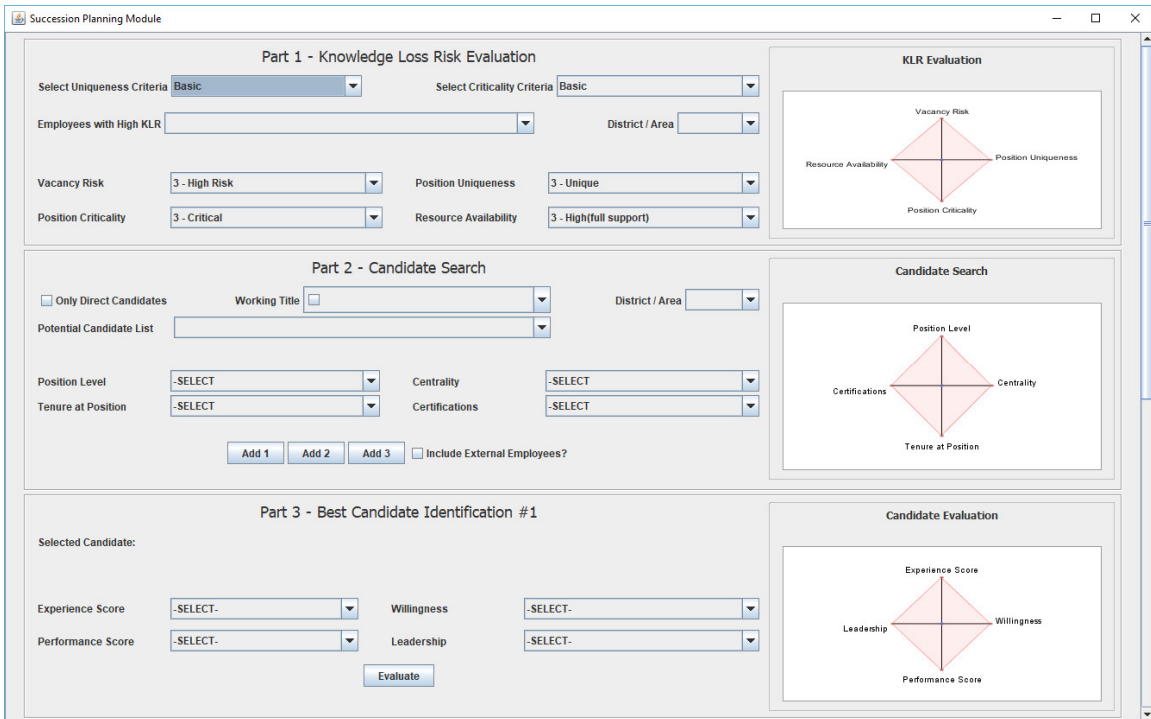 Succession Planning Module
Part 1 - Knowledge Loss Risk Evaluation
Select Uniqueness Criteria Basic Select Criticality Criteria Basic
Employees with High KLR District / Area
Vacancy Risk 3 - High Risk Position Uniqueness 3 - Unique
Position Criticality 3 - Critical Resource Availability 3 - High(full support)
KLR Evaluation
Vacancy Risk
Resource Availability Position Uniqueness
Position Criticality
Part 2 - Candidate Search
Only Direct Candidates Working Title District / Area
Potential Candidate List
Position Level -SELECT Centrality -SELECT
Tenure at Position -SELECT Certifications -SELECT
Add 1 Add 2 Add 3 Include External Employees?
Candidate Search
Position Level
Certifications Centrality
Tenure at Position
Part 3 - Best Candidate Identification #1
Selected Candidate:
Experience Score -SELECT- Willingness -SELECT-
Performance Score -SELECT- Leadership -SELECT-
Evaluate
Candidate Evaluation
Experience Score
Leadership Willingness
Performance Score